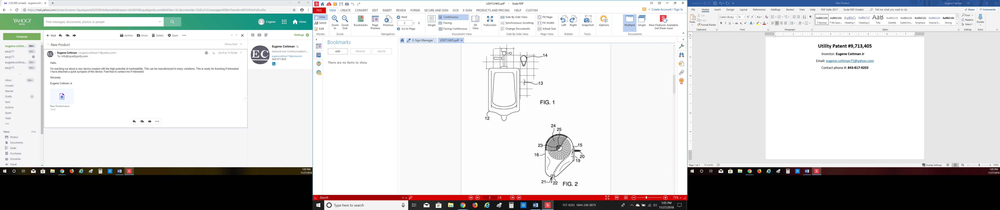 (120,590 unread) - eugene.cottm
https://mail.yahoo.com/d/search/name=Squattypotty%2520Info&emailAddresses=info%2540squattypotty.com&listFilter=ALL&contactIds=52d3.a7c2/messages/ADBmThwmKvvrW7zVEAnPuDuci0w
YAHOO!
MAIL
Find messages, documents, photos or people
Eugene
Home
Compose
Back
Archive
Move
Delete
Spam
Settings
eugene.cottm... 999+
eecjr71 999+
eecjr71
eugene.cottma... 999+
eecjr71 999+
Inbox 999+
Unread
Starred
Drafts 6
Sent
Archive
Spam
Trash
Less
Views Hide
Photos
Documents
Deals
Purchases
Groceries
Travel
New Product
Yahoo/Sent
Eugene Cottman <eugene.cottman71@yahoo.com>
Oct 9 at 11:19 AM
To: info@squattypotty.com
Hello,
I'm reaching out about a new device created with the high potential of marketability. This can be manufactured in many variations. This is ready for licensing if interested.
I have attached a quick synopsis of this device. Feel free to contact me if interested.
Sincerely,
Eugene Cottman Jr
New Product.docx
12MB
EC
Eugene Cottman
Network and Communications ...
eugene.cottman71@yahoo.com
(843) 817-9203
1:05 PM
11/27/2018
US9713405.pdf - Soda PDF
FILE VIEW CREATE CONVERT EDIT INSERT REVIEW FORMS SECURE AND SIGN OCR E-SIGN PRODUCTS AND PRICING HELP CUSTOM
Create Account / Sign In
View
Select
Edit
Modes
Zoom In
Zoom Out
Zoom
Bookmarks
Page Preview
Previous
Next
2 / 6
Go to Page
Navigation
Single
Continuous
Facing
Facing Continuous
3D View
Fullscreen
Document View
Side By Side View
Synchronous Scrolling
Change Documents
Side By Side View
Fit Page
Fit Width
Actual Size
Page View
Left
Right
Rotate
Snapshot
Tools
Options
Multiple
Single
New Features Available.
Get them now!
Documents
E-Sign Manager
US9713405.pdf
Bookmarks
ADD RENAME DELETE
There are no items to show
14
13
FIG. 1
12
24
25
23
15
16
20
19
21
22
FIG. 2
Search
2 / 6
75%
Type here to search
TET-9203 1844-240-9879
1:05 PM
11/27/2018
New Product
Eugene Cottman
File Home Insert Design Layout References Mailings Review View Help PDF Suite 2017 Soda PDF Creator Tell me what you want to do
Share
Comments
Paste
Cut
Copy
Format Painter
Clipboard
Calibri (Body) 14
Font
Paragraph
¶ Normal
¶ No Spac...
Heading 1
Heading 2
Title
Subtitle
Subtle Em...
Emphasis
Intense E...
Strong
Styles
Find
Replace
Select
Editing
Dictate
Voice
Utility Patent #9,713,405
Inventor: Eugene Cottman Jr
Email: eugene.cottman71@yahoo.com
Contact phone #: 843-817-9203
Page 1 of 1 13 words
Display Settings
100%
1:05 PM
11/27/2018